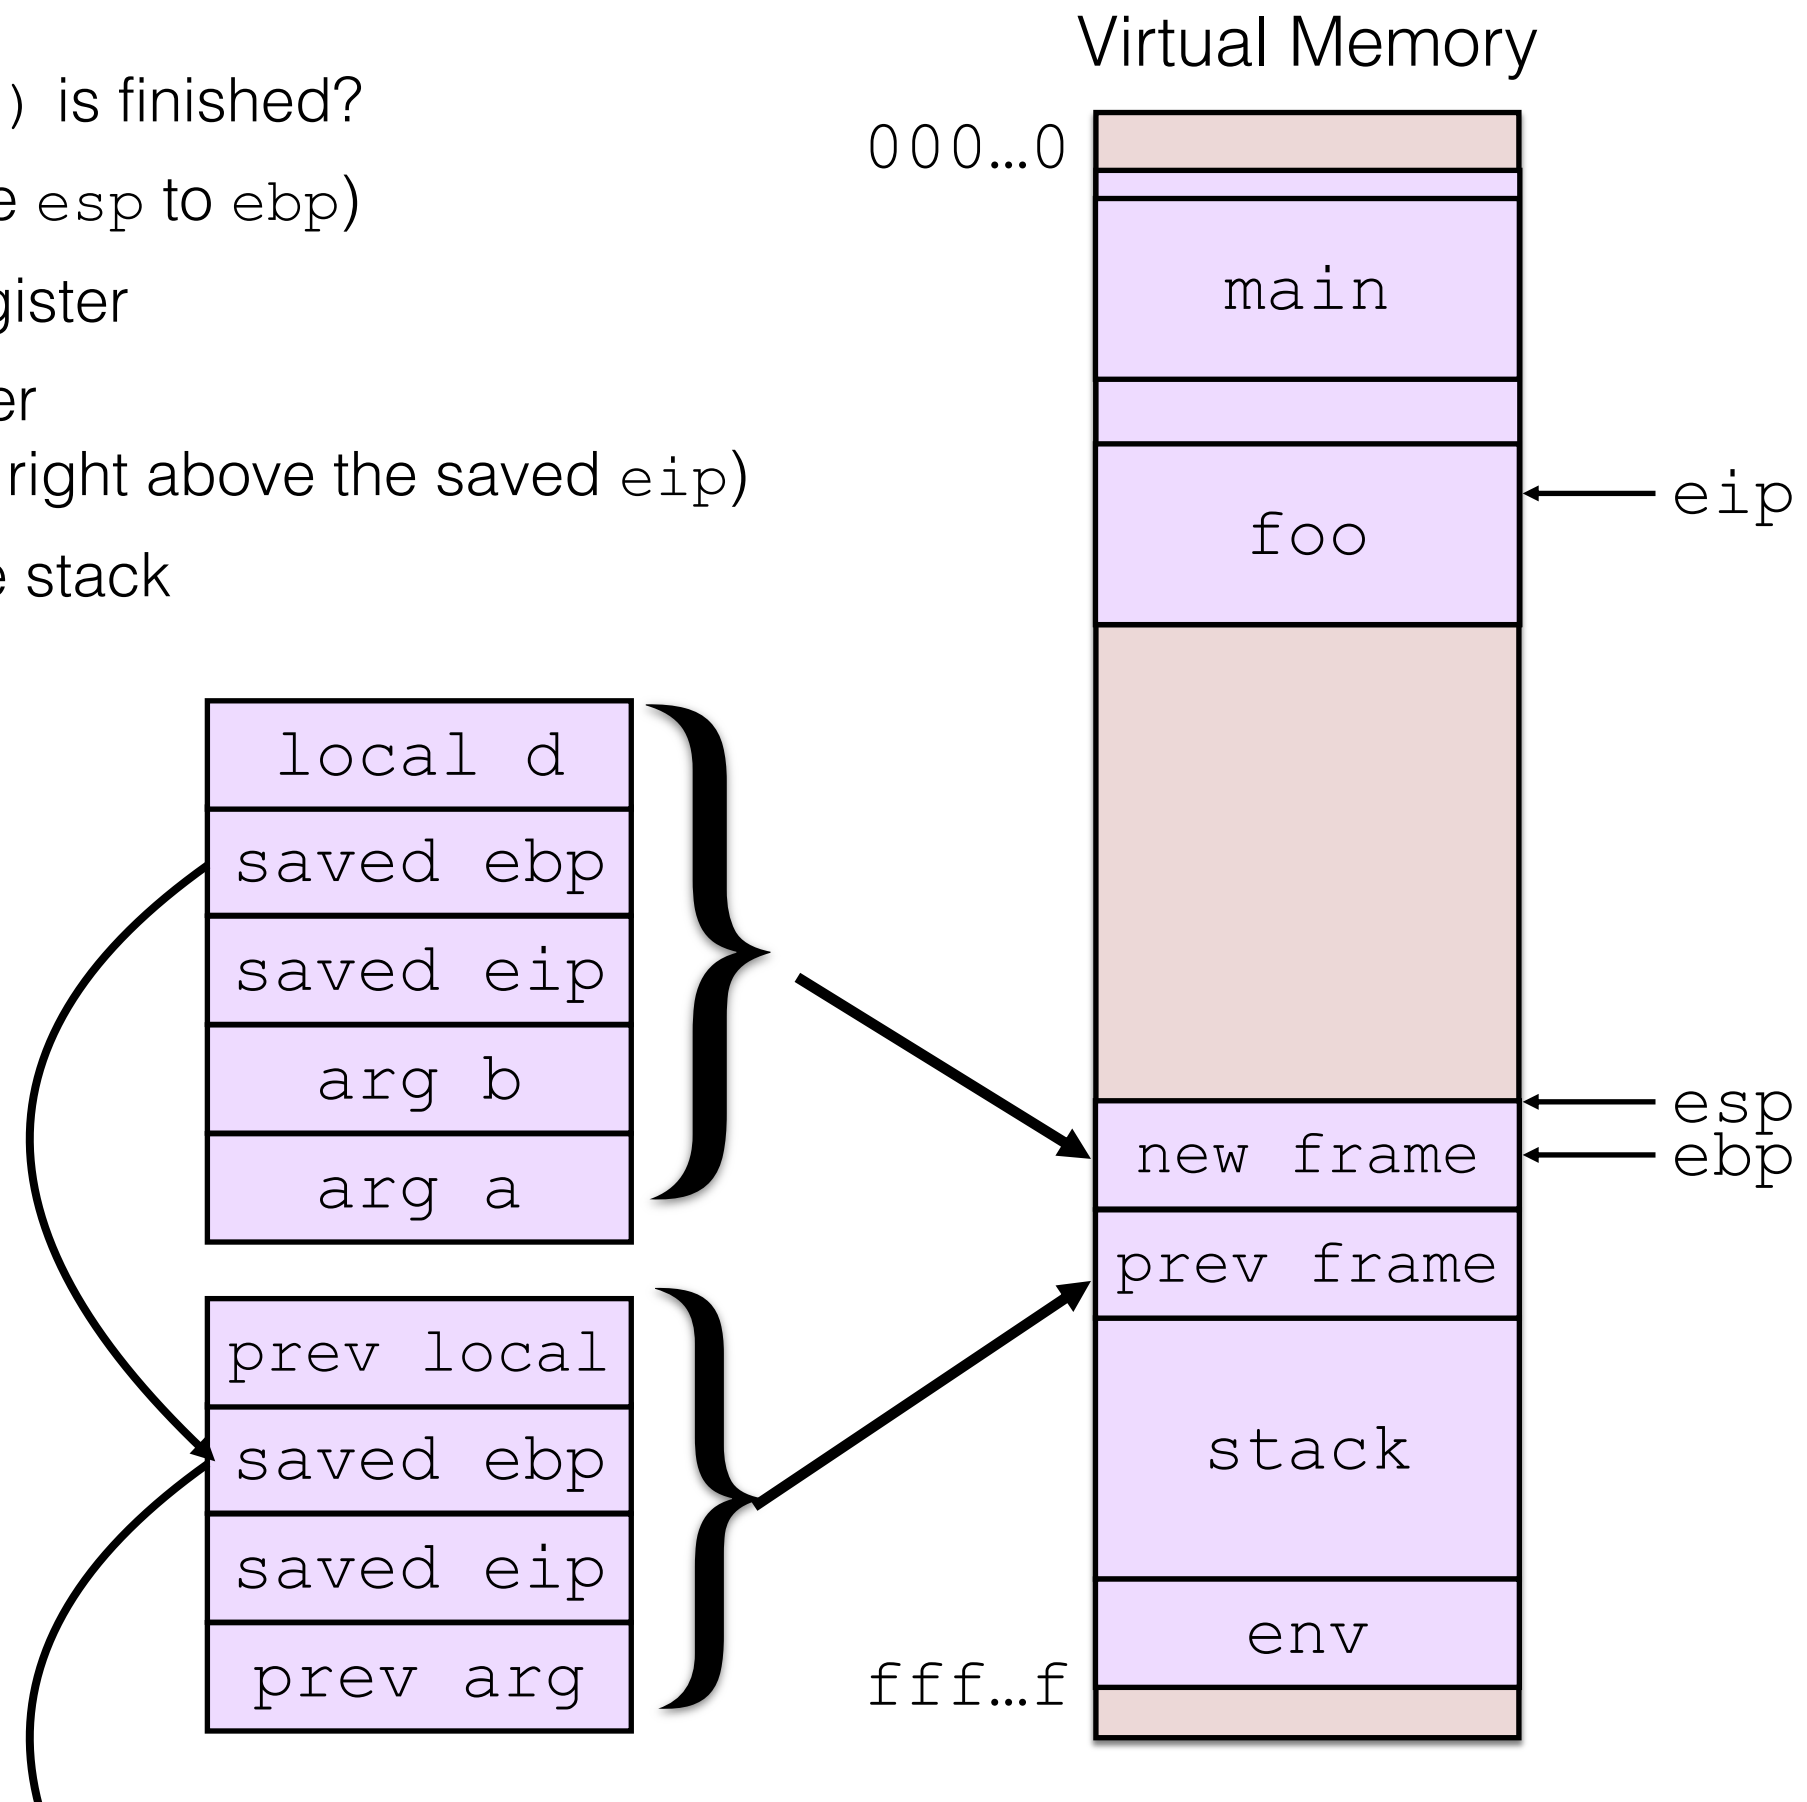 ) is finished?
e esp to ebp)
gister
er
right above the saved eip)
e stack
local d
saved ebp
saved eip
arg b
arg a
prev local
saved ebp
saved eip
prev arg
Virtual Memory
000…0
main
foo
eip
esp
new frame
ebp
prev frame
stack
env
fff…f